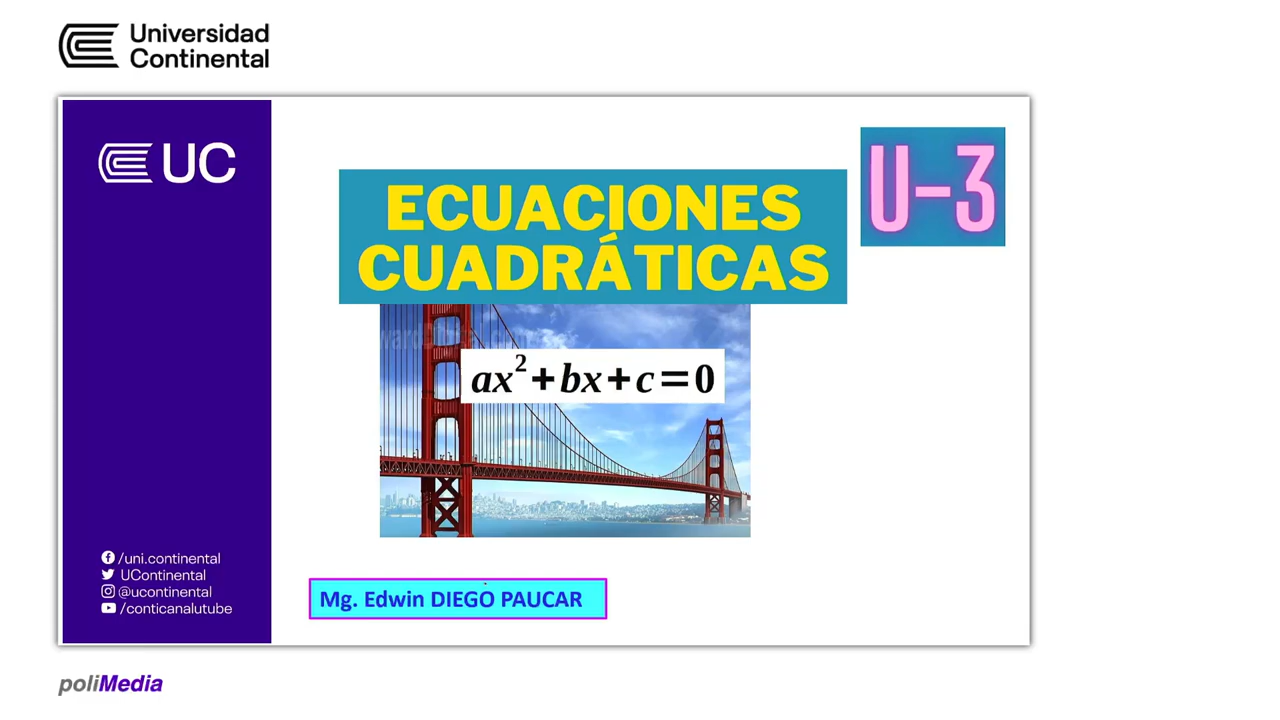 Universidad
Continental
UC
U-3
ECUACIONES
CUADRÁTICAS
ax²+bx+c=0
/uni.continental
UContinental
@ucontinental
/conticanalutube
Mg. Edwin DIEGO PAUCAR
poliMedia